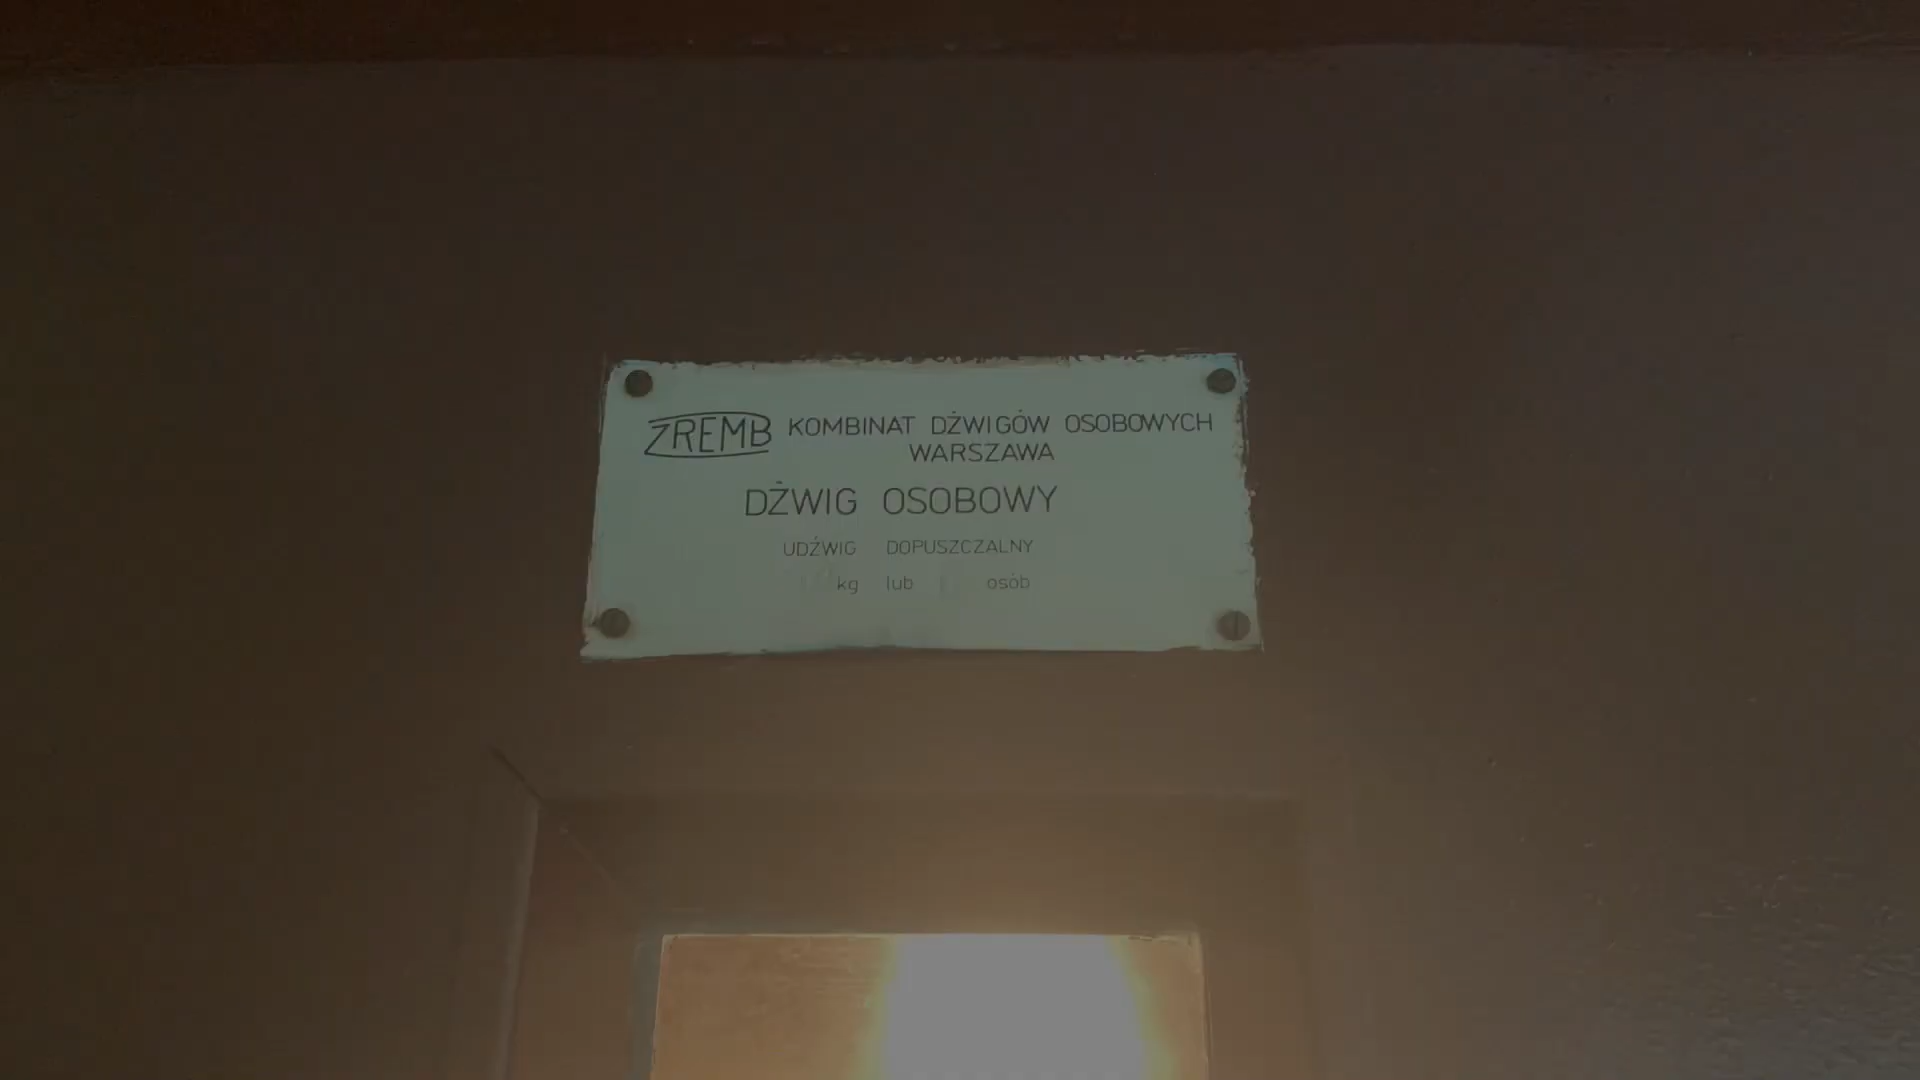 ZREMB KOMBINAT DŹWIGÓW OSOBOWYCH
WARSZAWA
DŹWIG OSOBOWY
UDŹWIG DOPUSZCZALNY
kg lub osób